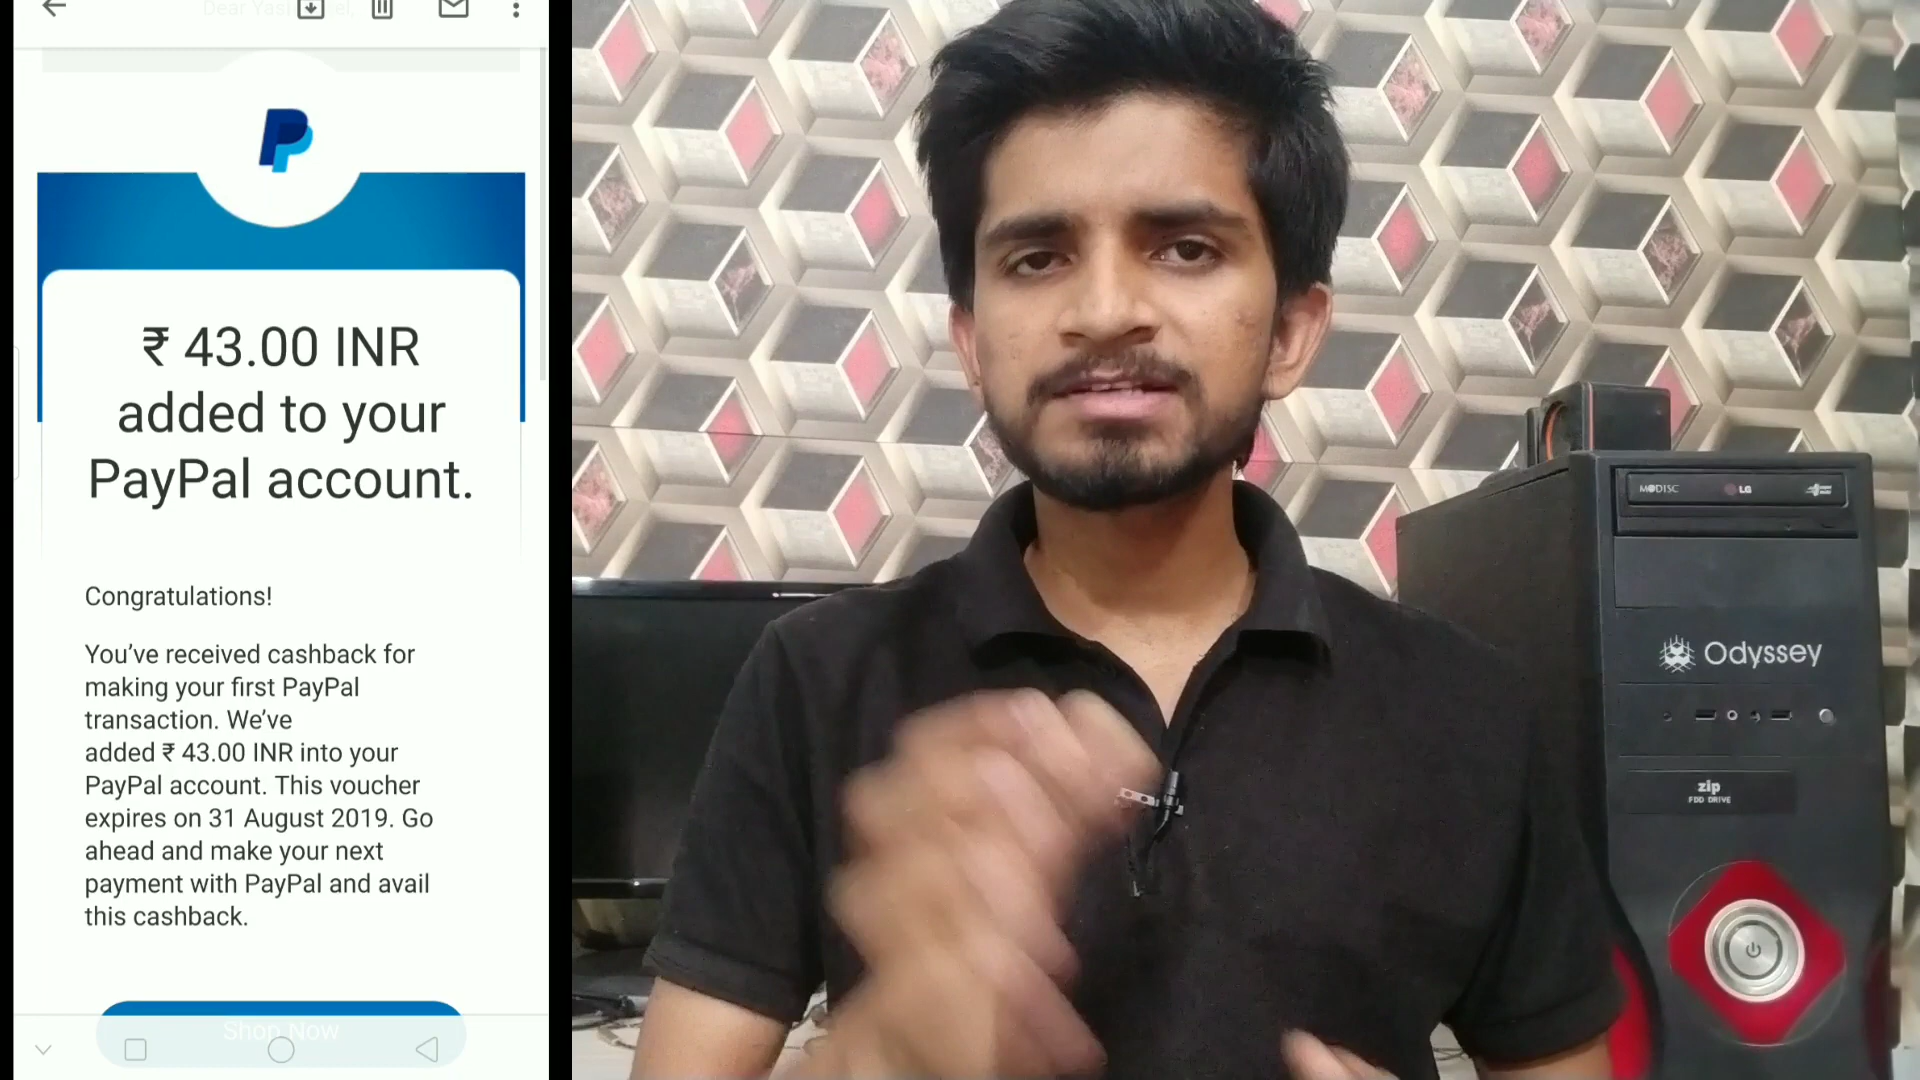 ₹ 43.00 INR
added to your
PayPal account.
Congratulations!
You’ve received cashback for
making your first PayPal
transaction. We’ve
added ₹ 43.00 INR into your
PayPal account. This voucher
expires on 31 August 2019. Go
ahead and make your next
payment with PayPal and avail
this cashback.
Shop Now
M DISC LG
Odyssey
zip
FDD DRIVE